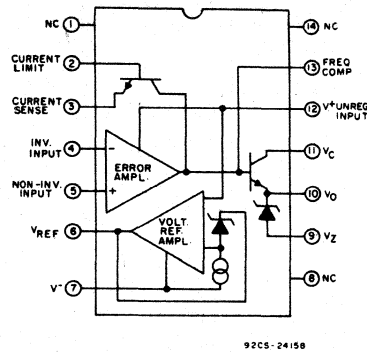 NC 1
14 NC
CURRENT
LIMIT
2
13
FREQ
COMP
CURRENT
SENSE
3
12
V+UNREG
INPUT
INV.
INPUT
4
-
ERROR
AMPL.
11 VC
NON-INV.
INPUT
5
+
10 VO
VREF 6
VOLT.
REF.
AMPL.
9 VZ
V- 7
8 NC
92CS-24158